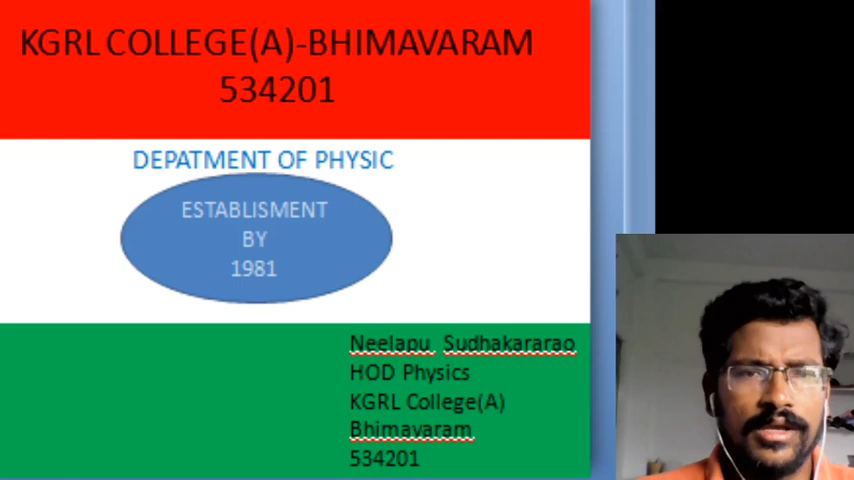 KGRL COLLEGE(A)-BHIMAVARAM
534201
DEPATMENT OF PHYSIC
ESTABLISMENT
BY
1981
Neelapu Sudhakararao
HOD Physics
KGRL College(A)
Bhimavaram
534201